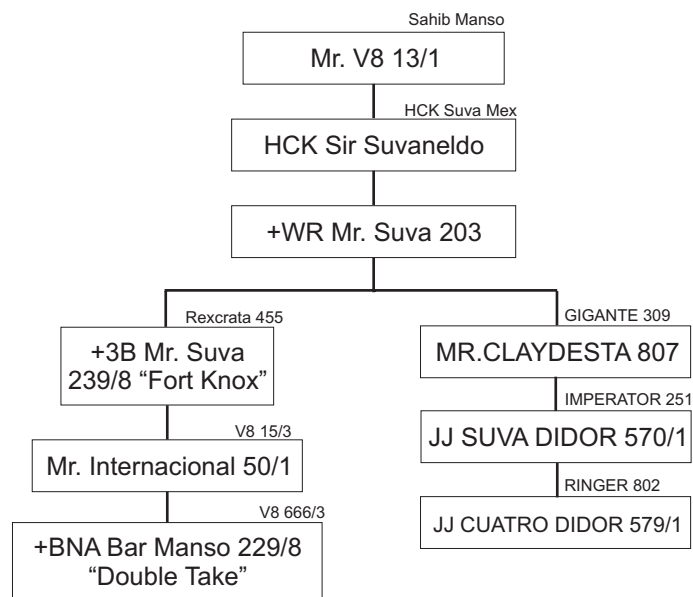 Sahib Manso
Mr. V8 13/1
HCK Suva Mex
HCK Sir Suvaneldo
+WR Mr. Suva 203
Rexcrata 455
+3B Mr. Suva
239/8 “Fort Knox”
V8 15/3
Mr. Internacional 50/1
V8 666/3
+BNA Bar Manso 229/8
“Double Take”
GIGANTE 309
MR.CLAYDESTA 807
IMPERATOR 251
JJ SUVA DIDOR 570/1
RINGER 802
JJ CUATRO DIDOR 579/1